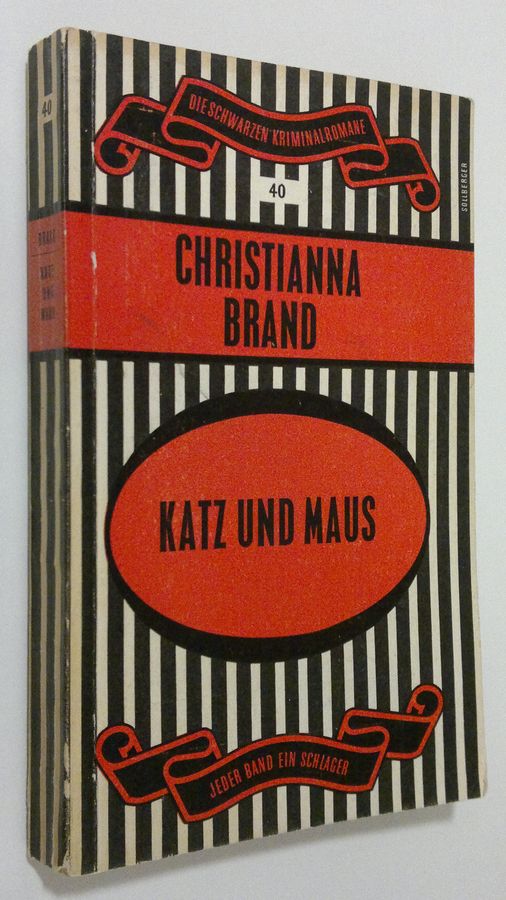 DIE SCHWARZEN KRIMINALROMANE
40
SOLLBERGER
CHRISTIANNA
BRAND
KATZ UND MAUS
JEDER BAND EIN SCHLAGER
40
BRAND
KATZ
UND
MAUS